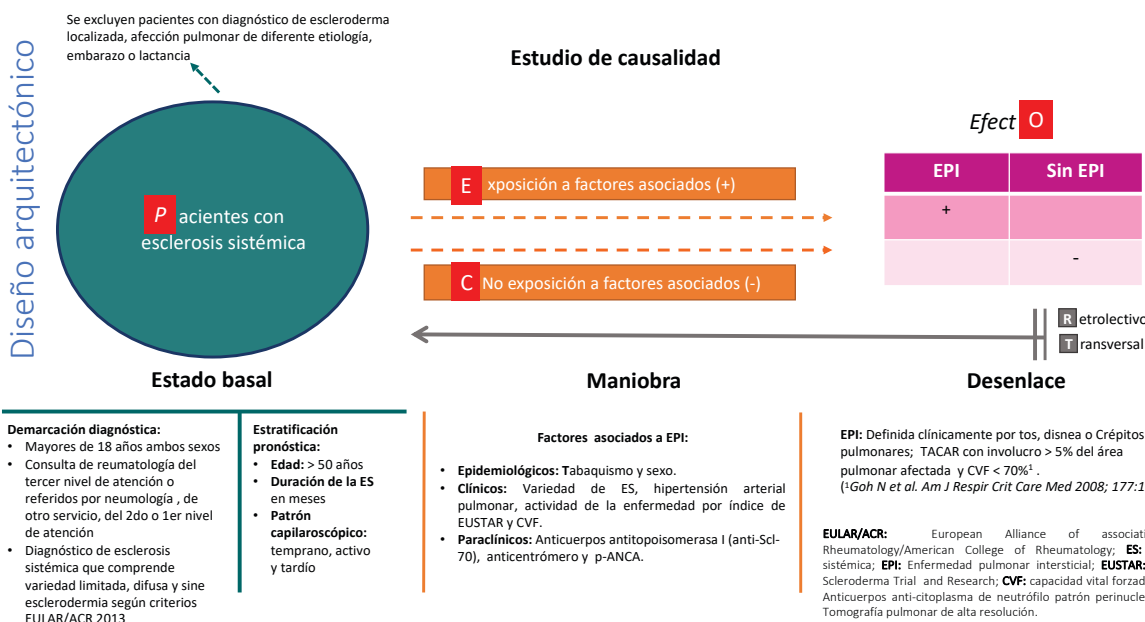 Diseño arquitectónico
Se excluyen pacientes con diagnóstico de escleroderma
localizada, afección pulmonar de diferente etiología,
embarazo o lactancia
Estudio de causalidad
P acientes con
esclerosis sistémica
E xposición a factores asociados (+)
C No exposición a factores asociados (-)
Efect O
EPI Sin EPI
+
-
R etrolectivo
T ransversal
Estado basal
Maniobra
Desenlace
Demarcación diagnóstica:
• Mayores de 18 años ambos sexos
• Consulta de reumatología del
tercer nivel de atención o
referidos por neumología , de
otro servicio, del 2do o 1er nivel
de atención
• Diagnóstico de esclerosis
sistémica que comprende
variedad limitada, difusa y sine
esclerodermia según criterios
EULAR/ACR 2013
Estratificación
pronóstica:
• Edad: > 50 años
• Duración de la ES
en meses
• Patrón
capilaroscópico:
temprano, activo
y tardío
Factores asociados a EPI:
• Epidemiológicos: Tabaquismo y sexo.
• Clínicos: Variedad de ES, hipertensión arterial
pulmonar, actividad de la enfermedad por índice de
EUSTAR y CVF.
• Paraclínicos: Anticuerpos antitopoisomerasa I (anti-Scl-
70), anticentrómero y p-ANCA.
EPI: Definida clínicamente por tos, disnea o Crépitos
pulmonares; TACAR con involucro > 5% del área
pulmonar afectada y CVF < 70%¹ .
(¹Goh N et al. Am J Respir Crit Care Med 2008; 177:1
EULAR/ACR: European Alliance of associati
Rheumatology/American College of Rheumatology; ES:
sistémica; EPI: Enfermedad pulmonar intersticial; EUSTAR:
Scleroderma Trial and Research; CVF: capacidad vital forzad
Anticuerpos anti-citoplasma de neutrófilo patrón perinucle
Tomografía pulmonar de alta resolución.